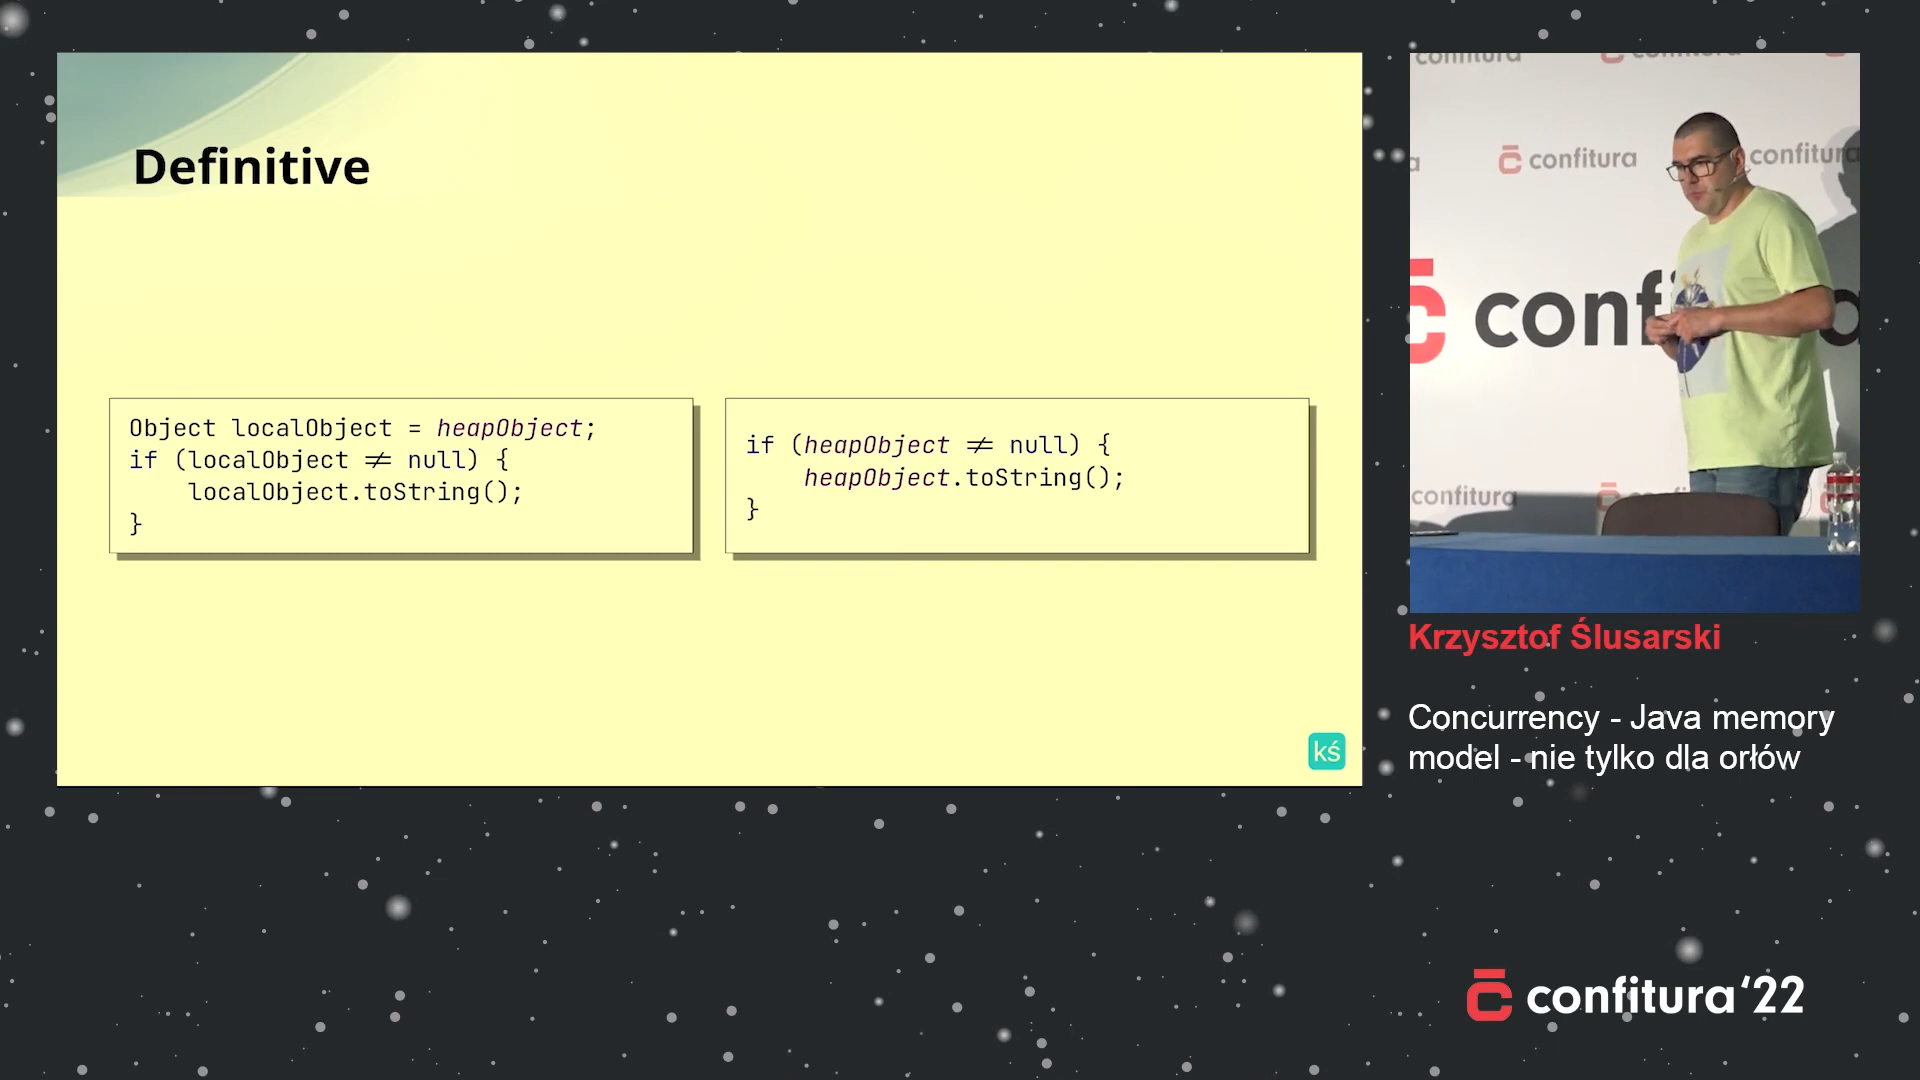 Definitive
Object localObject = heapObject;
if (localObject ≠ null) {
localObject.toString();
}
if (heapObject ≠ null) {
heapObject.toString();
}
kś
confitura
confitura
confitura
confitura
Krzysztof Ślusarski
Concurrency - Java memory
model - nie tylko dla orłów
confitura '22